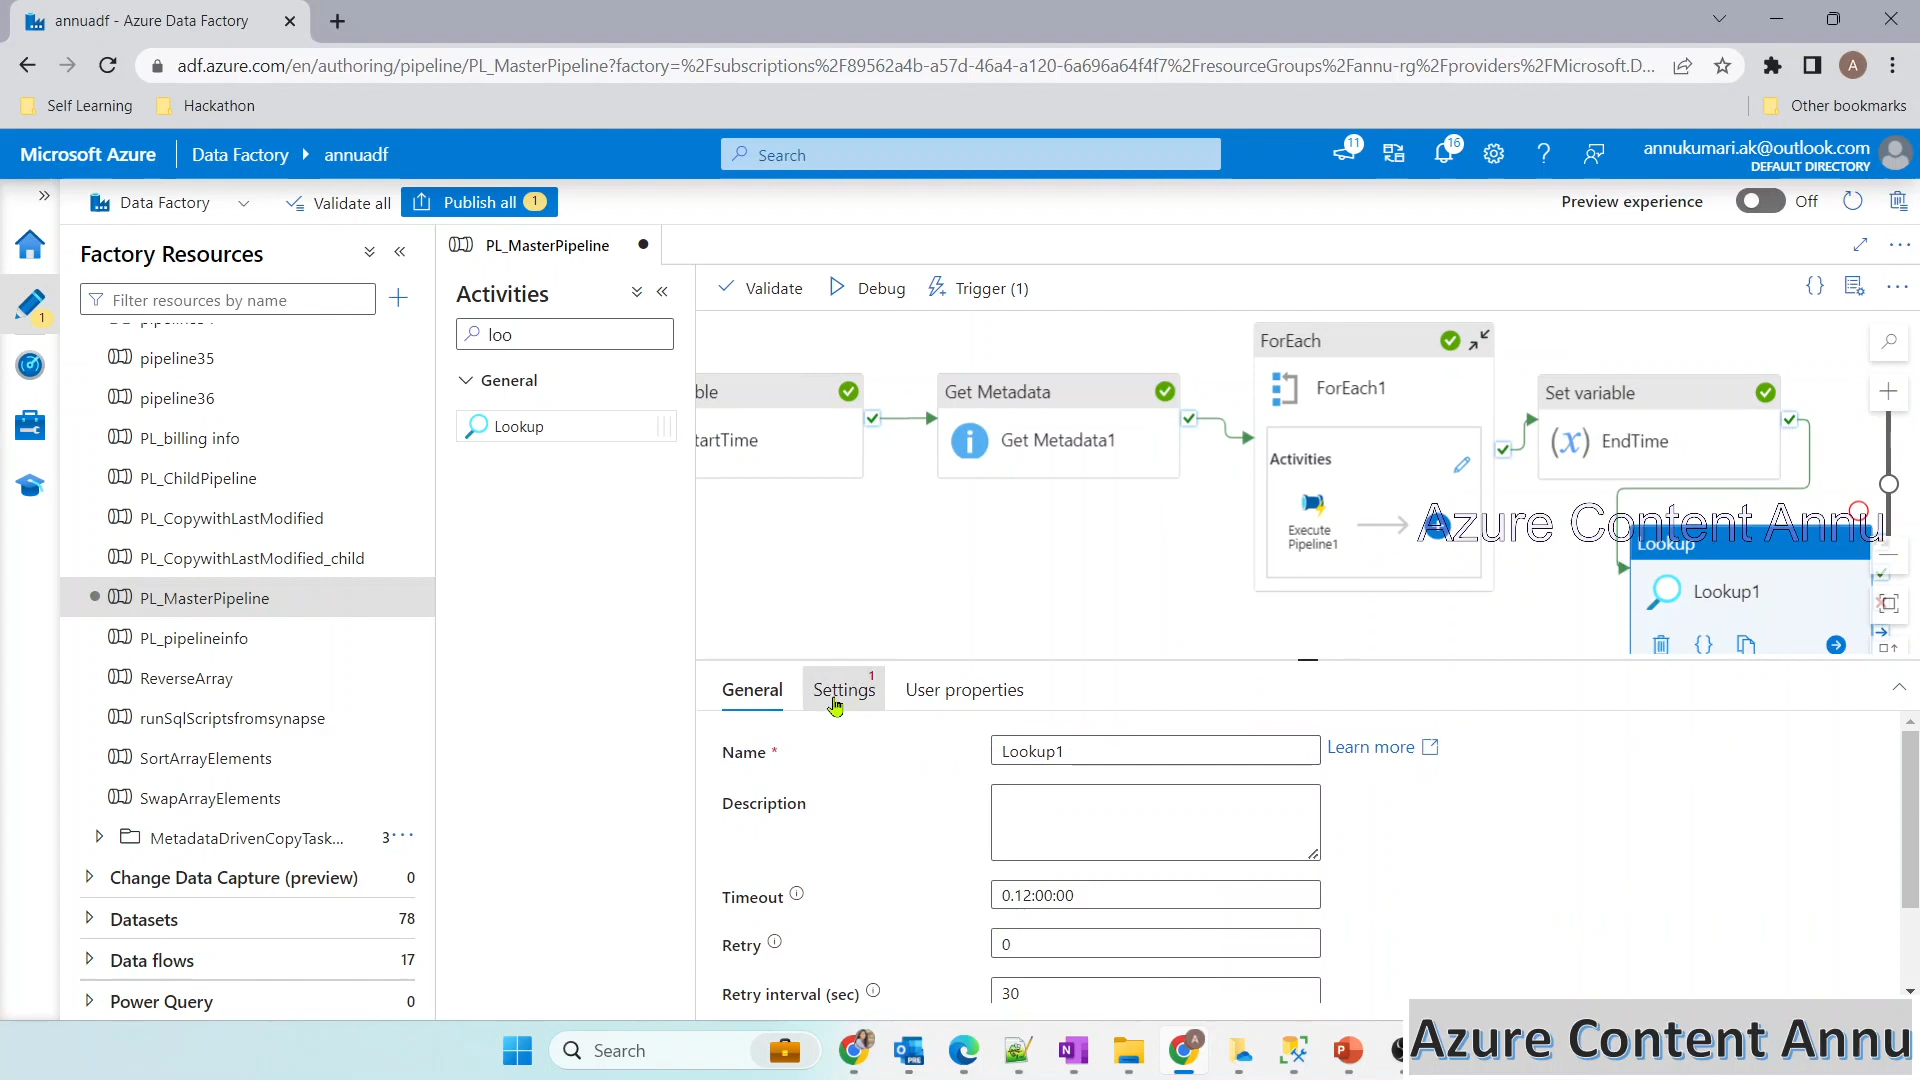 annuadf - Azure Data Factory
adf.azure.com/en/authoring/pipeline/PL_MasterPipeline?factory=%2Fsubscriptions%2F89562a4b-a57d-46a4-a120-6a696a64f4f7%2FresourceGroups%2Fannu-rg%2Fproviders%2FMicrosoft.D...
A
Self Learning
Hackathon
Other bookmarks
Microsoft Azure
Data Factory
annuadf
Search
11
16
annukumari.ak@outlook.com
DEFAULT DIRECTORY
Data Factory
Validate all
Publish all 1
Preview experience
Off
1
Factory Resources
Filter resources by name
pipeline35
pipeline36
PL_billing info
PL_ChildPipeline
PL_CopywithLastModified
PL_CopywithLastModified_child
PL_MasterPipeline
PL_pipelineinfo
ReverseArray
runSqlScriptsfromsynapse
SortArrayElements
SwapArrayElements
MetadataDrivenCopyTask... 3
Change Data Capture (preview) 0
Datasets 78
Data flows 17
Power Query 0
PL_MasterPipeline
Activities
loo
General
Lookup
Validate
Debug
Trigger (1)
ble
tartTime
Get Metadata
Get Metadata1
ForEach
ForEach1
Activities
Execute
Pipeline1
Set variable
(x) EndTime
Azure Content Annu
Lookup
Lookup1
General
Settings 1
User properties
Name *
Lookup1
Learn more
Description
Timeout
0.12:00:00
Retry
0
Retry interval (sec)
30
Search
Azure Content Annu